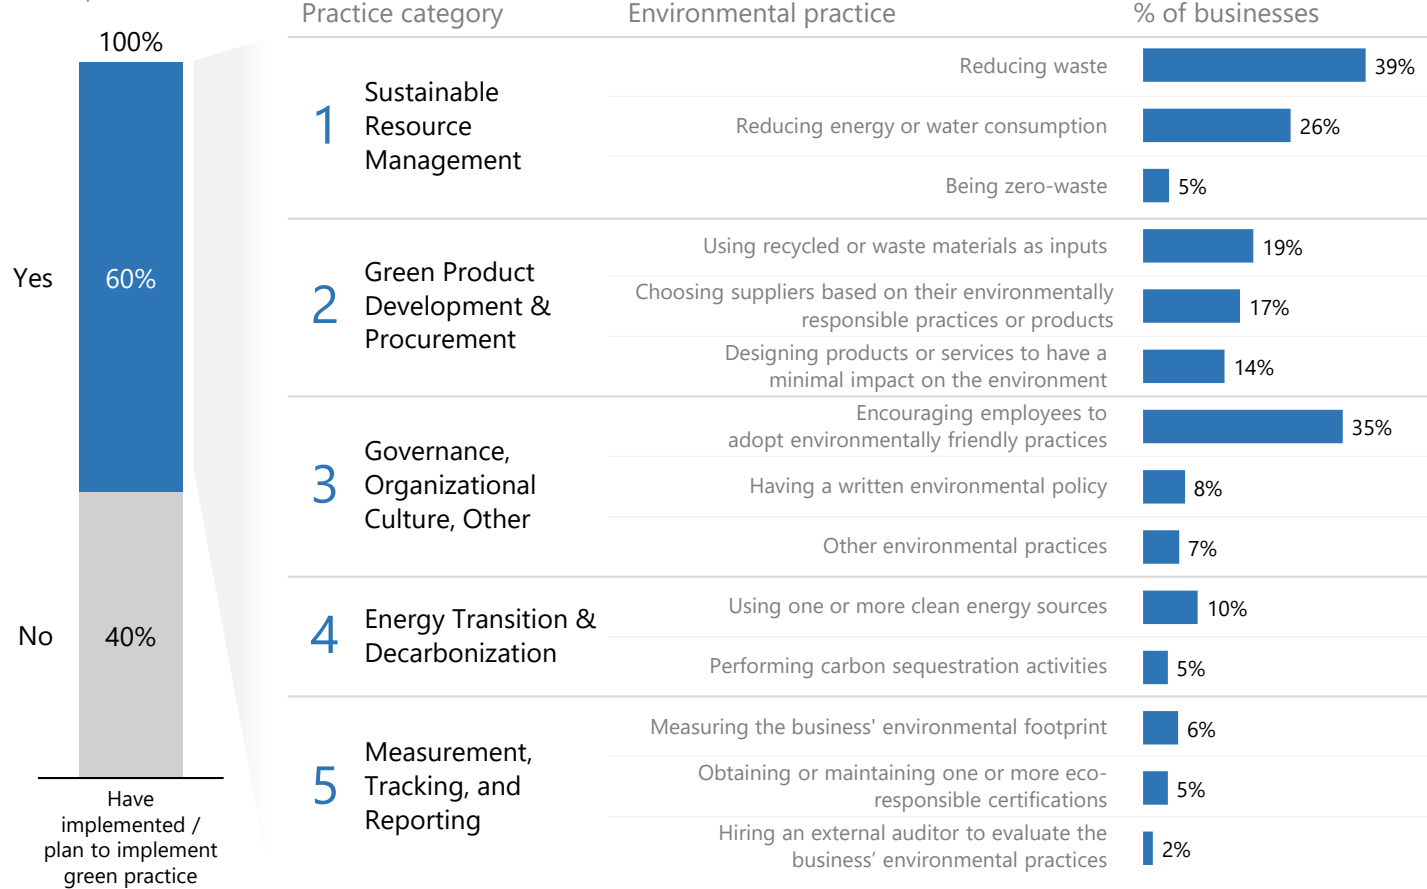 Practice category
Environmental practice
% of businesses
100%
Yes
60%
No
40%
Have
implemented /
plan to implement
green practice
1
Sustainable
Resource
Management
Reducing waste
39%
Reducing energy or water consumption
26%
Being zero-waste
5%
2
Green Product
Development &
Procurement
Using recycled or waste materials as inputs
19%
Choosing suppliers based on their environmentally
responsible practices or products
17%
Designing products or services to have a
minimal impact on the environment
14%
3
Governance,
Organizational
Culture, Other
Encouraging employees to
adopt environmentally friendly practices
35%
Having a written environmental policy
8%
Other environmental practices
7%
4
Energy Transition &
Decarbonization
Using one or more clean energy sources
10%
Performing carbon sequestration activities
5%
5
Measurement,
Tracking, and
Reporting
Measuring the business' environmental footprint
6%
Obtaining or maintaining one or more eco-
responsible certifications
5%
Hiring an external auditor to evaluate the
business’ environmental practices
2%